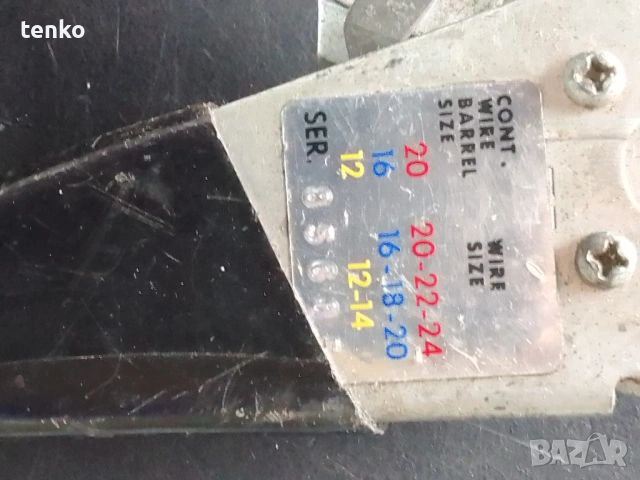 tenko
CONT. WIRE BARREL SIZE
WIRE SIZE
20 20-22-24
16 16-18-20
12 12-14
SER.
BAZAR